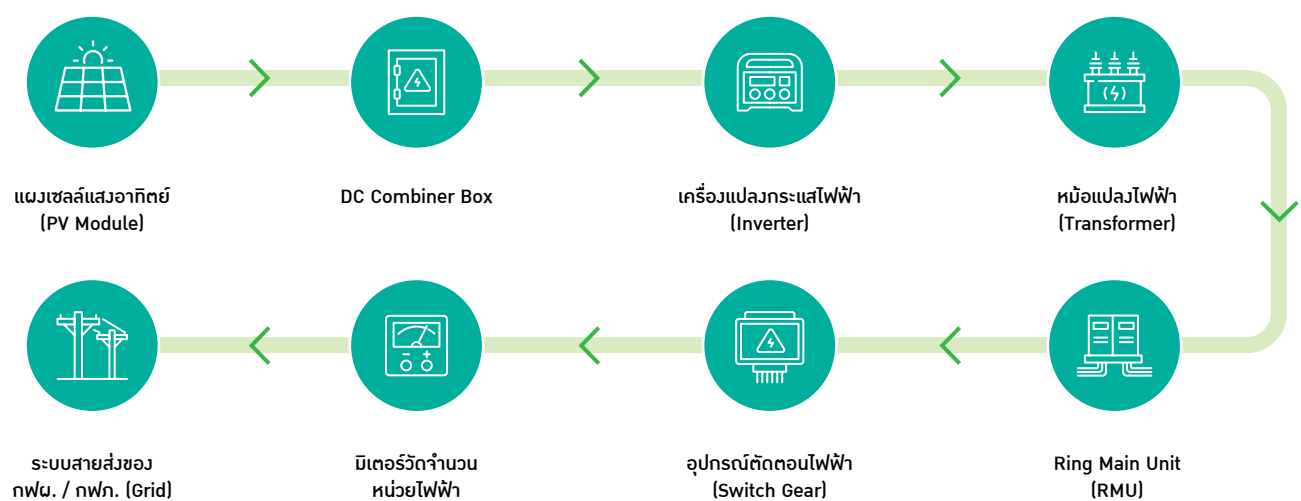 แผงเซลล์แสงอาทิตย์
(PV Module)
DC Combiner Box
เครื่องแปลงกระแสไฟฟ้า
(Inverter)
หม้อแปลงไฟฟ้า
(Transformer)
ระบบสายส่งของ
กฟผ. / กฟภ. (Grid)
มิเตอร์วัดจำนวน
หน่วยไฟฟ้า
อุปกรณ์ตัดตอนไฟฟ้า
(Switch Gear)
Ring Main Unit
(RMU)